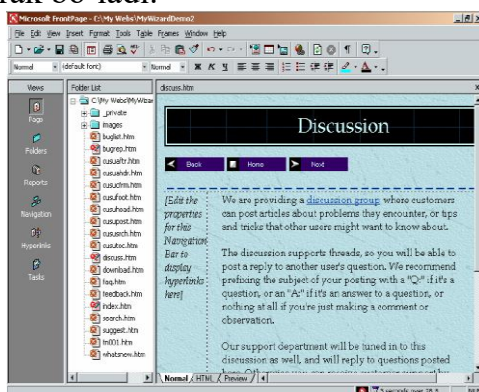 Microsoft FrontPage - C:\My Webs\MyWizardDemo2
File Edit View Insert Format Tools Table Frames Window Help
Normal (default font) Normal Ж К Ч
Views Folder List discuss.htm
Page
Folders
Reports
Navigation
Hyperlinks
Tasks
C:\My Webs\MyWizar
_private
images
buglist.htm
bugrep.htm
cusuaftr.htm
cusuahdr.htm
cusucfrm.htm
cusufoot.htm
cusuhead.htm
cusupost.htm
cususrch.htm
cusutoc.htm
discuss.htm
download.htm
faq.htm
feedback.htm
index.htm
search.htm
suggest.htm
tn001.htm
whatsnew.htm
Discussion
Back Home Next
[Edit the
properties
for this
Navigation
Bar to
display
hyperlinks
here]
We are providing a discussion group where customers
can post articles about problems they encounter, or tips
and tricks that other users might want to know about.
The discussion supports threads, so you will be able to
post a reply to another user's question. We recommend
prefixing the subject of your posting with a "Q:" if it's a
question, or an "A:" if it's an answer to a question, or
nothing at all if you're just making a comment or
observation.
Our support department will be tuned in to this
discussion as well, and will reply to questions posted
Normal HTML Preview
seconds over 28.8